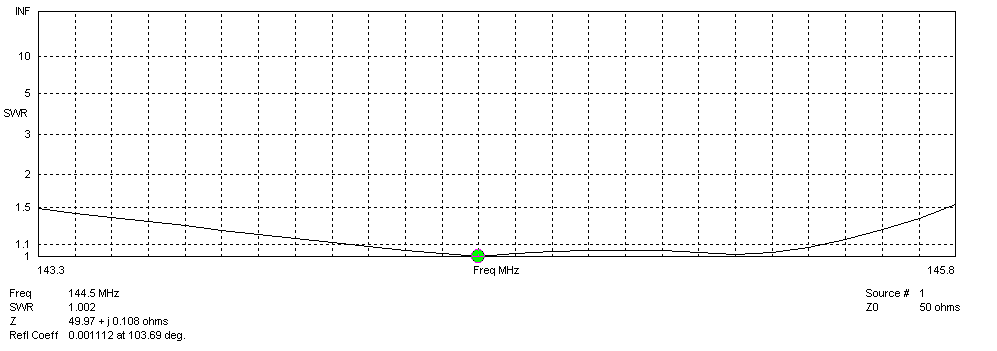 INF
10
5
SWR
3
2
1.5
1.1
1
143.3 Freq MHz 145.8
Freq 144.5 MHz Source # 1
SWR 1.002 Z0 50 ohms
Z 49.97 + j 0.108 ohms
Refl Coeff 0.001112 at 103.69 deg.